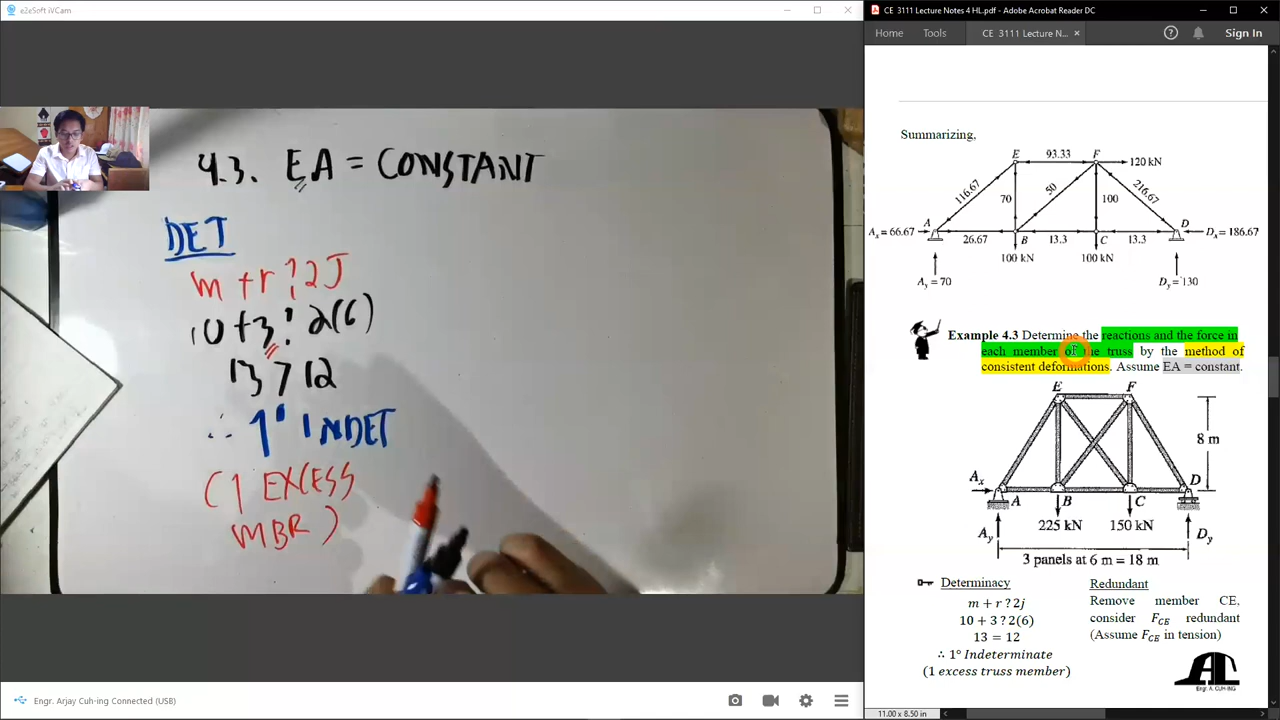 e2eSoft iVCam
4.3. EA = CONSTANT
DET
m + r ? 2J
10 + 3 ? 2(6)
13 > 12
∴ 1° INDET
(1 EXCESS
MBR)
Engr. Arjay Cuh-ing Connected (USB)
CE 3111 Lecture Notes 4 HL.pdf - Adobe Acrobat Reader DC
Home Tools CE 3111 Lecture N... × Sign In
Summarizing,
E 93.33 F 120 kN
116.67 70 50 100 216.67
A D
Ax = 66.67 Dx = 186.67
26.67 B 13.3 C 13.3
100 kN 100 kN
Ay = 70 Dy = 130
Example 4.3 Determine the reactions and the force in
each member of the truss by the method of
consistent deformations. Assume EA = constant.
E F
8 m
Ax D
A B C
225 kN 150 kN
Ay Dy
3 panels at 6 m = 18 m
Determinacy
m + r ? 2j
10 + 3 ? 2(6)
13 = 12
∴ 1° Indeterminate
(1 excess truss member)
Redundant
Remove member CE,
consider FCE redundant
(Assume FCE in tension)
AC
Engr. A. CUH-ING
11.00 x 8.50 in